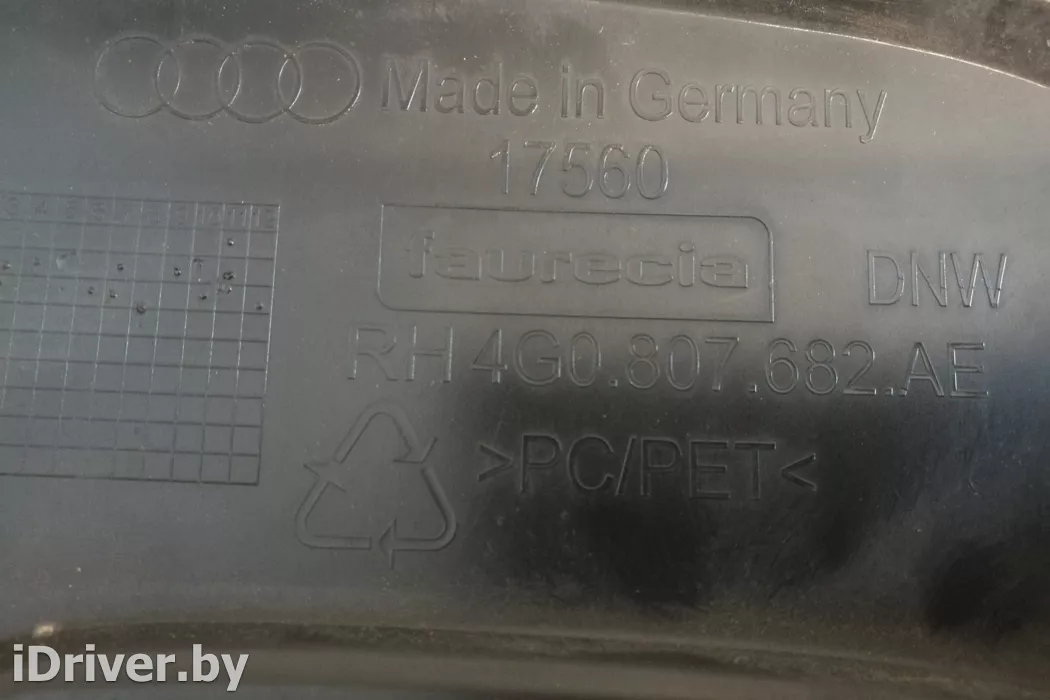 Made in Germany
17560
faurecia
DNW
RH 4G0.807.682.AE
>PC/PET<
iDriver.by